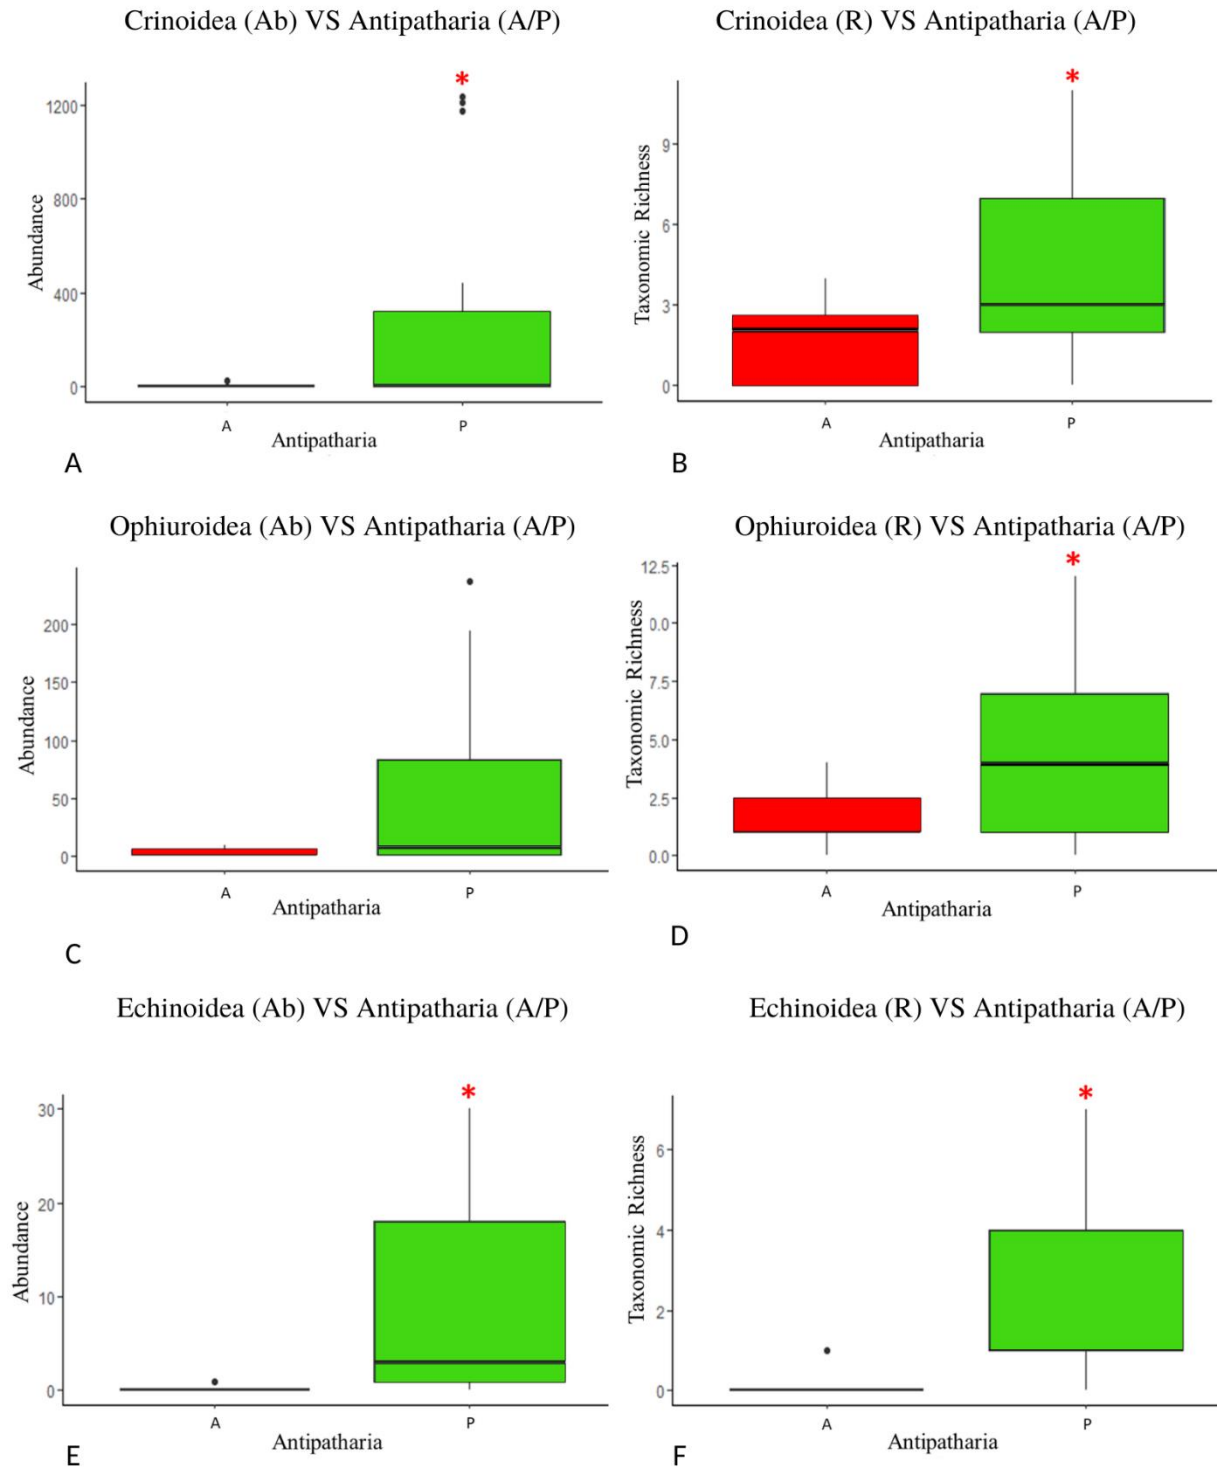 Crinoidea (Ab) VS Antipatharia (A/P)
Crinoidea (R) VS Antipatharia (A/P)
*
*
1200
800
400
0
Abundance
A
P
Antipatharia
A
9
6
3
0
Taxonomic Richness
A
P
Antipatharia
B
Ophiuroidea (Ab) VS Antipatharia (A/P)
Ophiuroidea (R) VS Antipatharia (A/P)
*
200
150
100
50
0
Abundance
A
P
Antipatharia
C
12.5
0.0
7.5
5.0
2.5
0.0
Taxonomic Richness
A
P
Antipatharia
D
Echinoidea (Ab) VS Antipatharia (A/P)
Echinoidea (R) VS Antipatharia (A/P)
*
*
30
20
10
0
Abundance
A
P
Antipatharia
E
6
4
2
0
Taxonomic Richness
A
P
Antipatharia
F